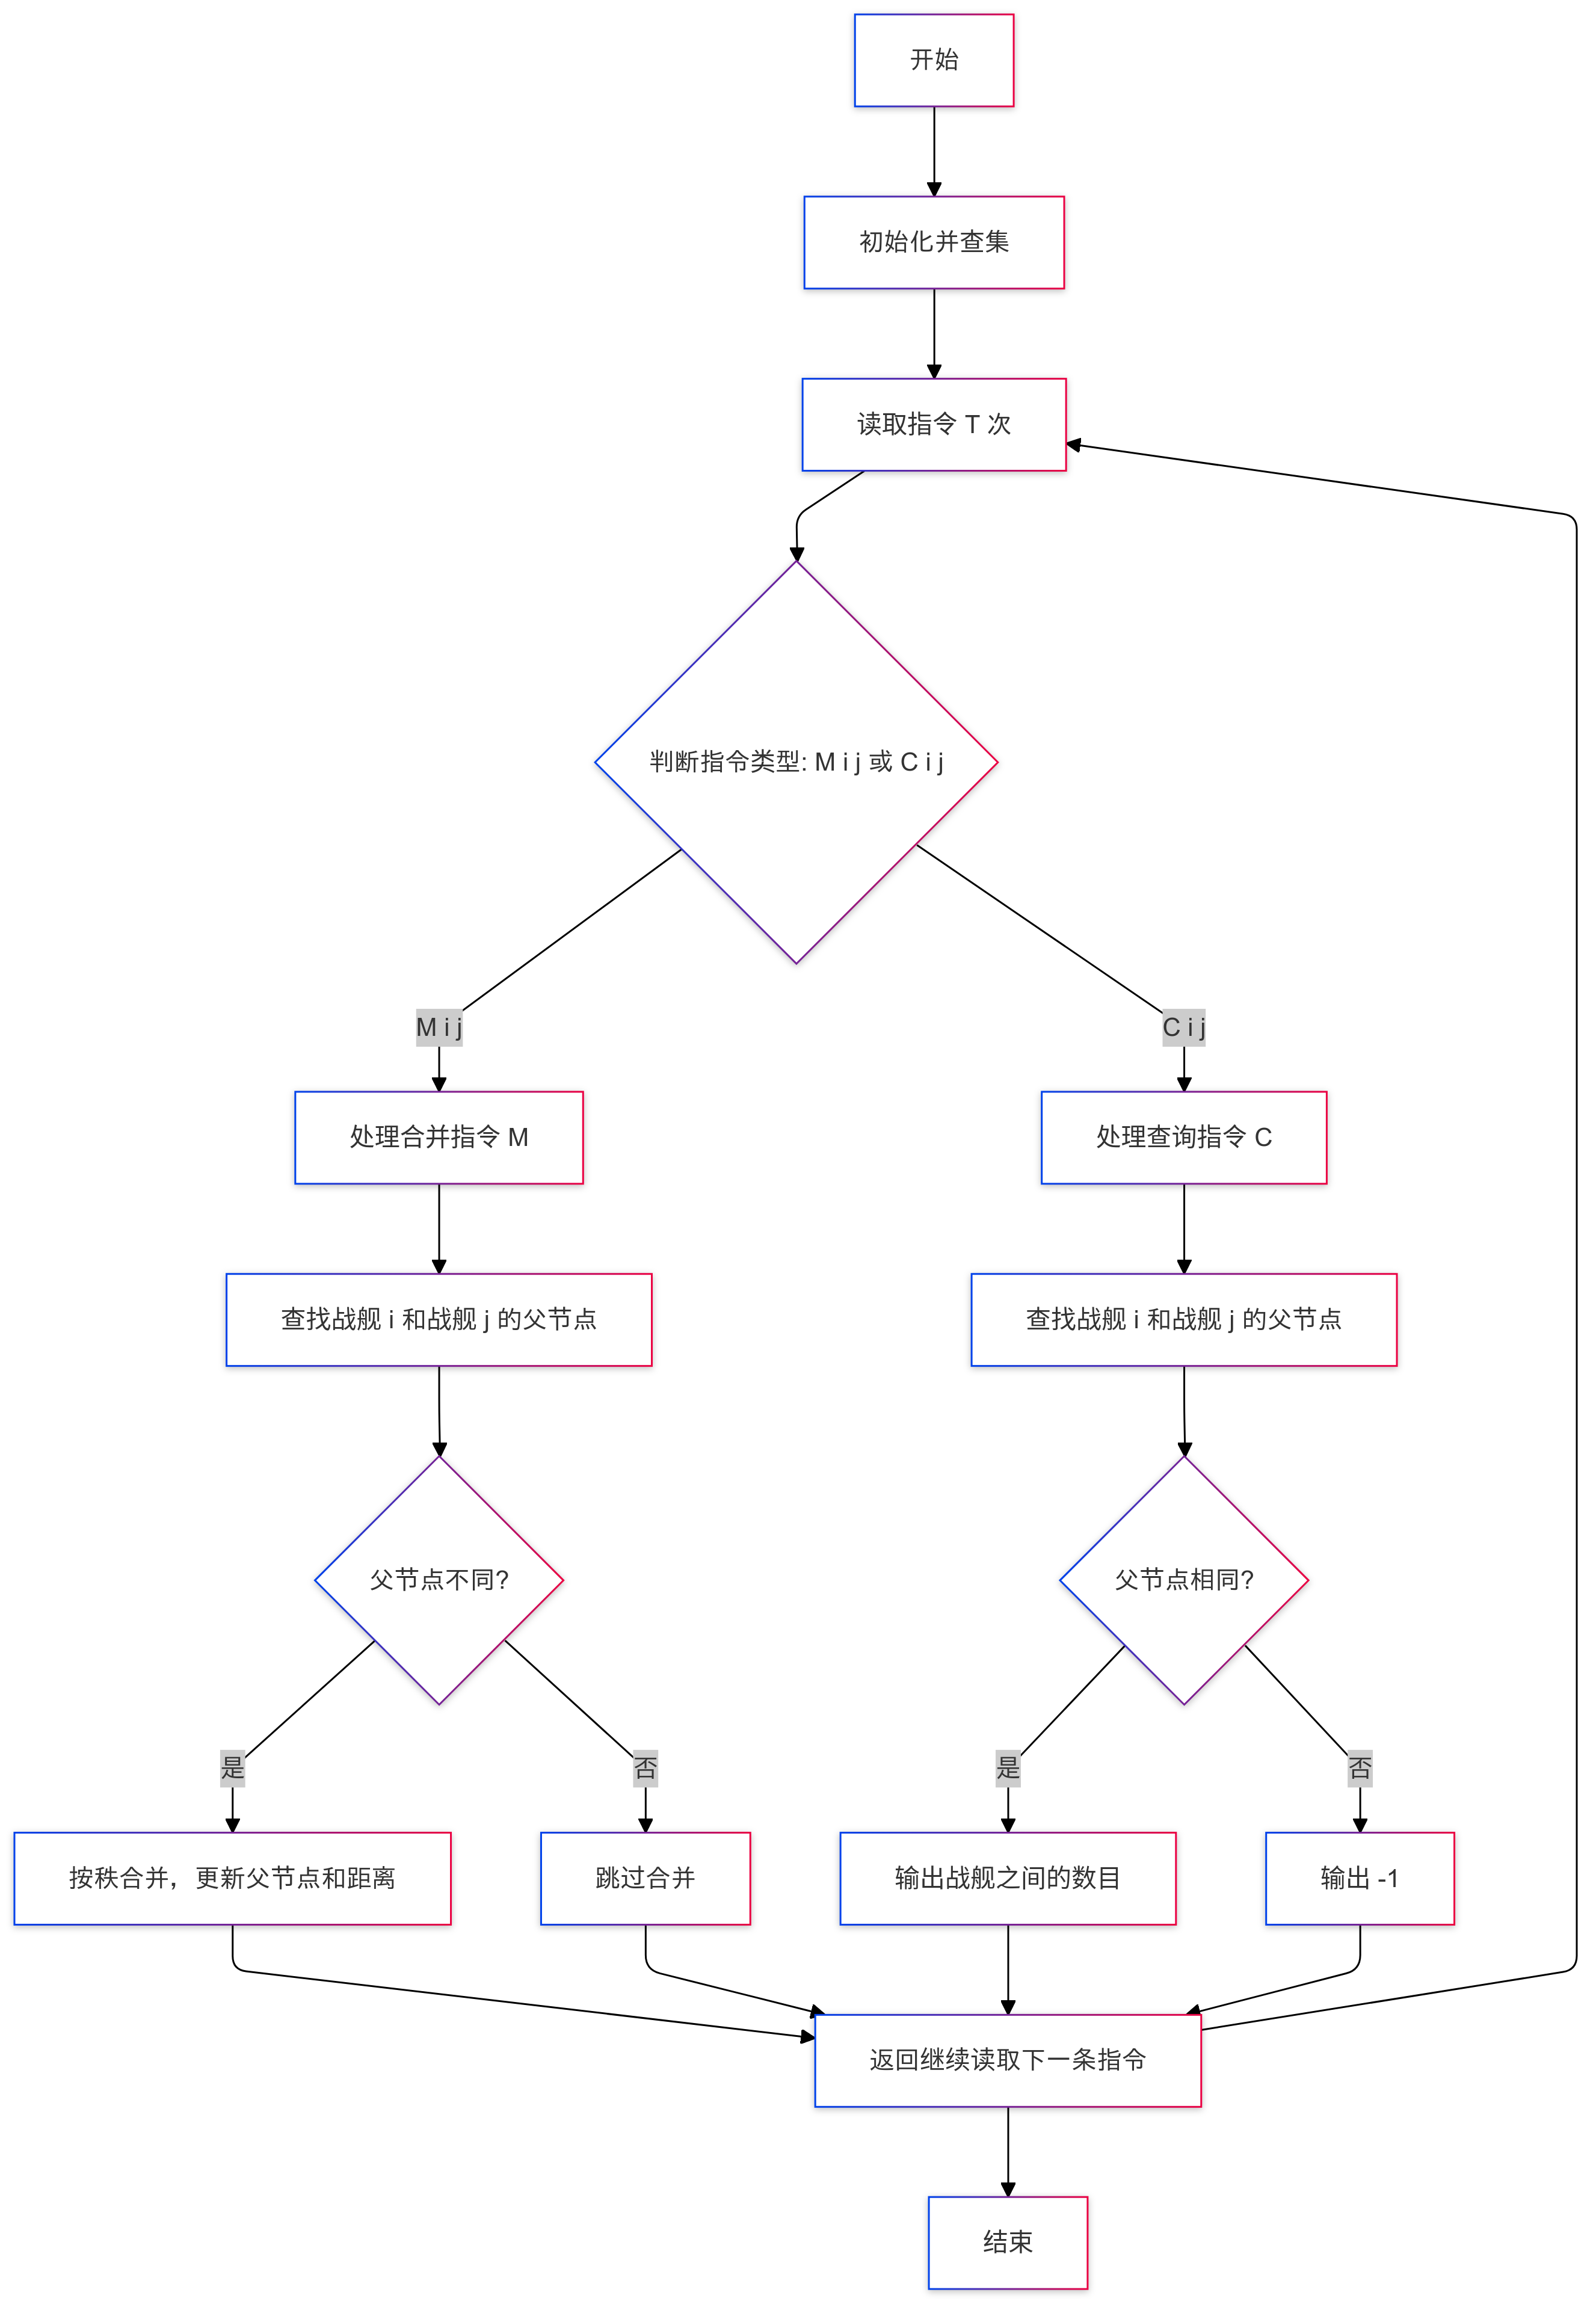 开始
初始化并查集
读取指令 T 次
判断指令类型: M i j 或 C i j
M i j
C i j
处理合并指令 M
处理查询指令 C
查找战舰 i 和战舰 j 的父节点
查找战舰 i 和战舰 j 的父节点
父节点不同?
父节点相同?
是
否
是
否
按秩合并，更新父节点和距离
跳过合并
输出战舰之间的数目
输出 -1
返回继续读取下一条指令
结束